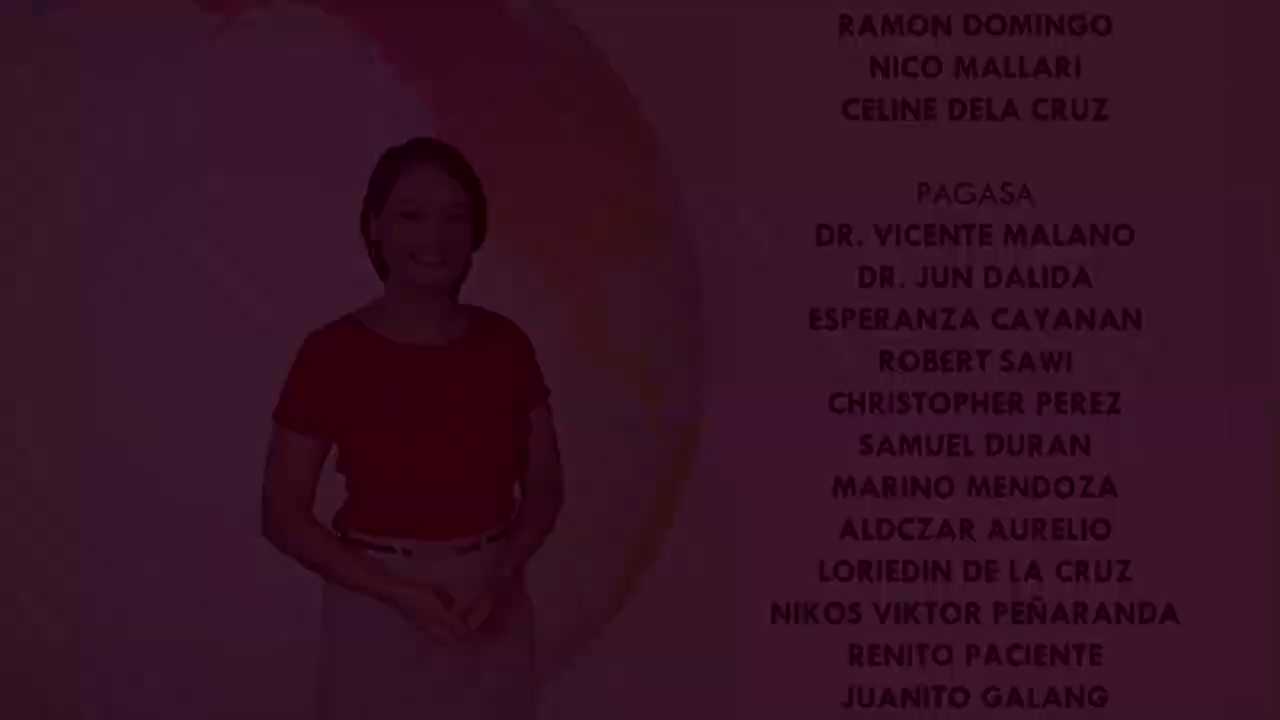 RAMON DOMINGO
NICO MALLARI
CELINE DELA CRUZ
PAGASA
DR. VICENTE MALANO
DR. JUN DALIDA
ESPERANZA CAYANAN
ROBERT SAWI
CHRISTOPHER PEREZ
SAMUEL DURAN
MARINO MENDOZA
ALDCZAR AURELIO
LORIEDIN DE LA CRUZ
NIKOS VIKTOR PEÑARANDA
RENITO PACIENTE
JUANITO GALANG